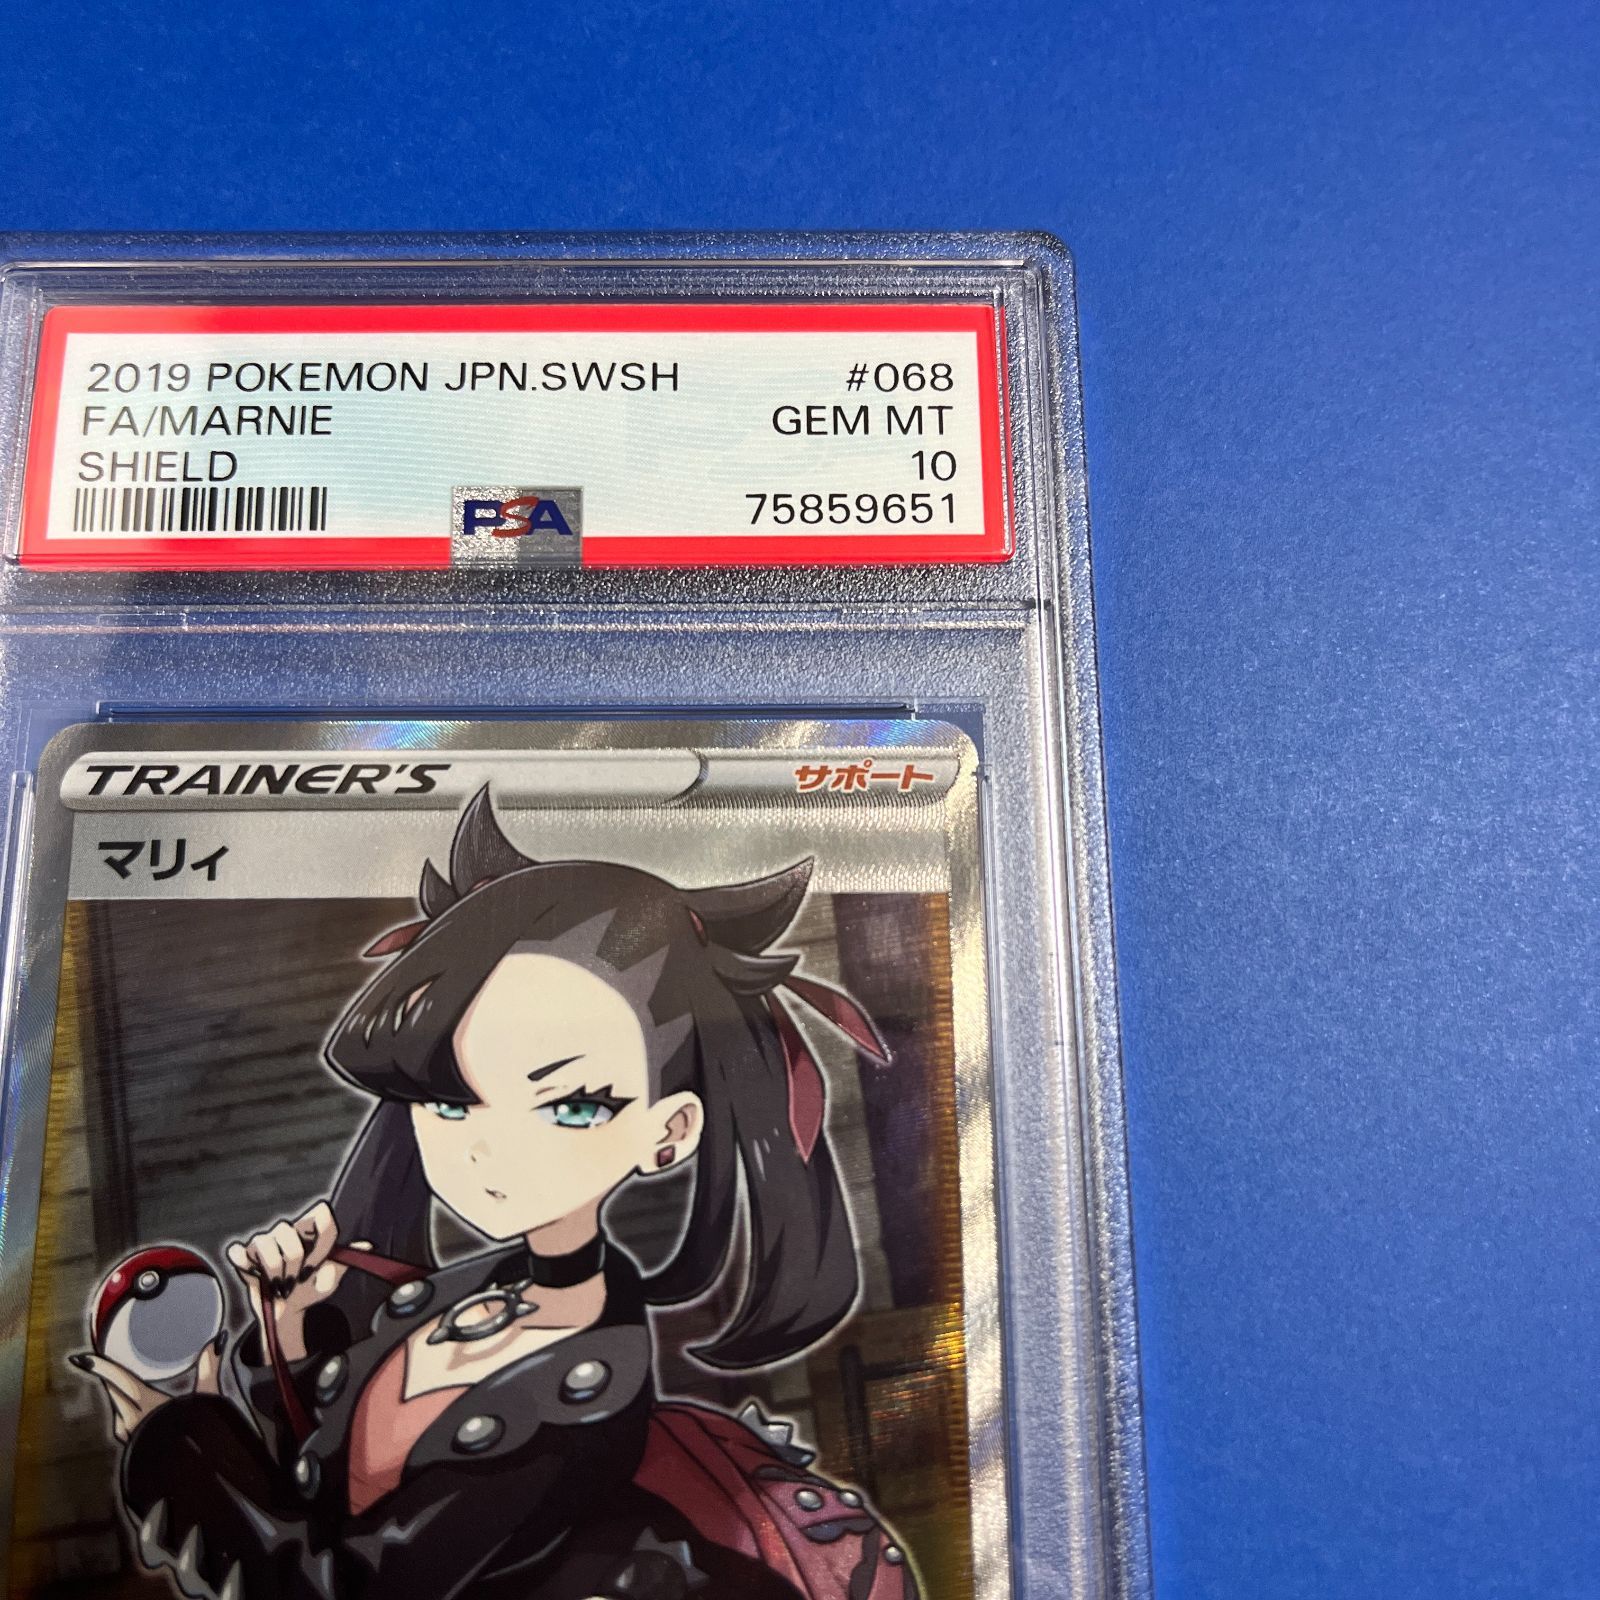 2019 POKEMON JPN.SWSH #068
FA/MARNIE GEM MT
SHIELD 10
PSA 75859651
TRAINER'S サポート
マリィ